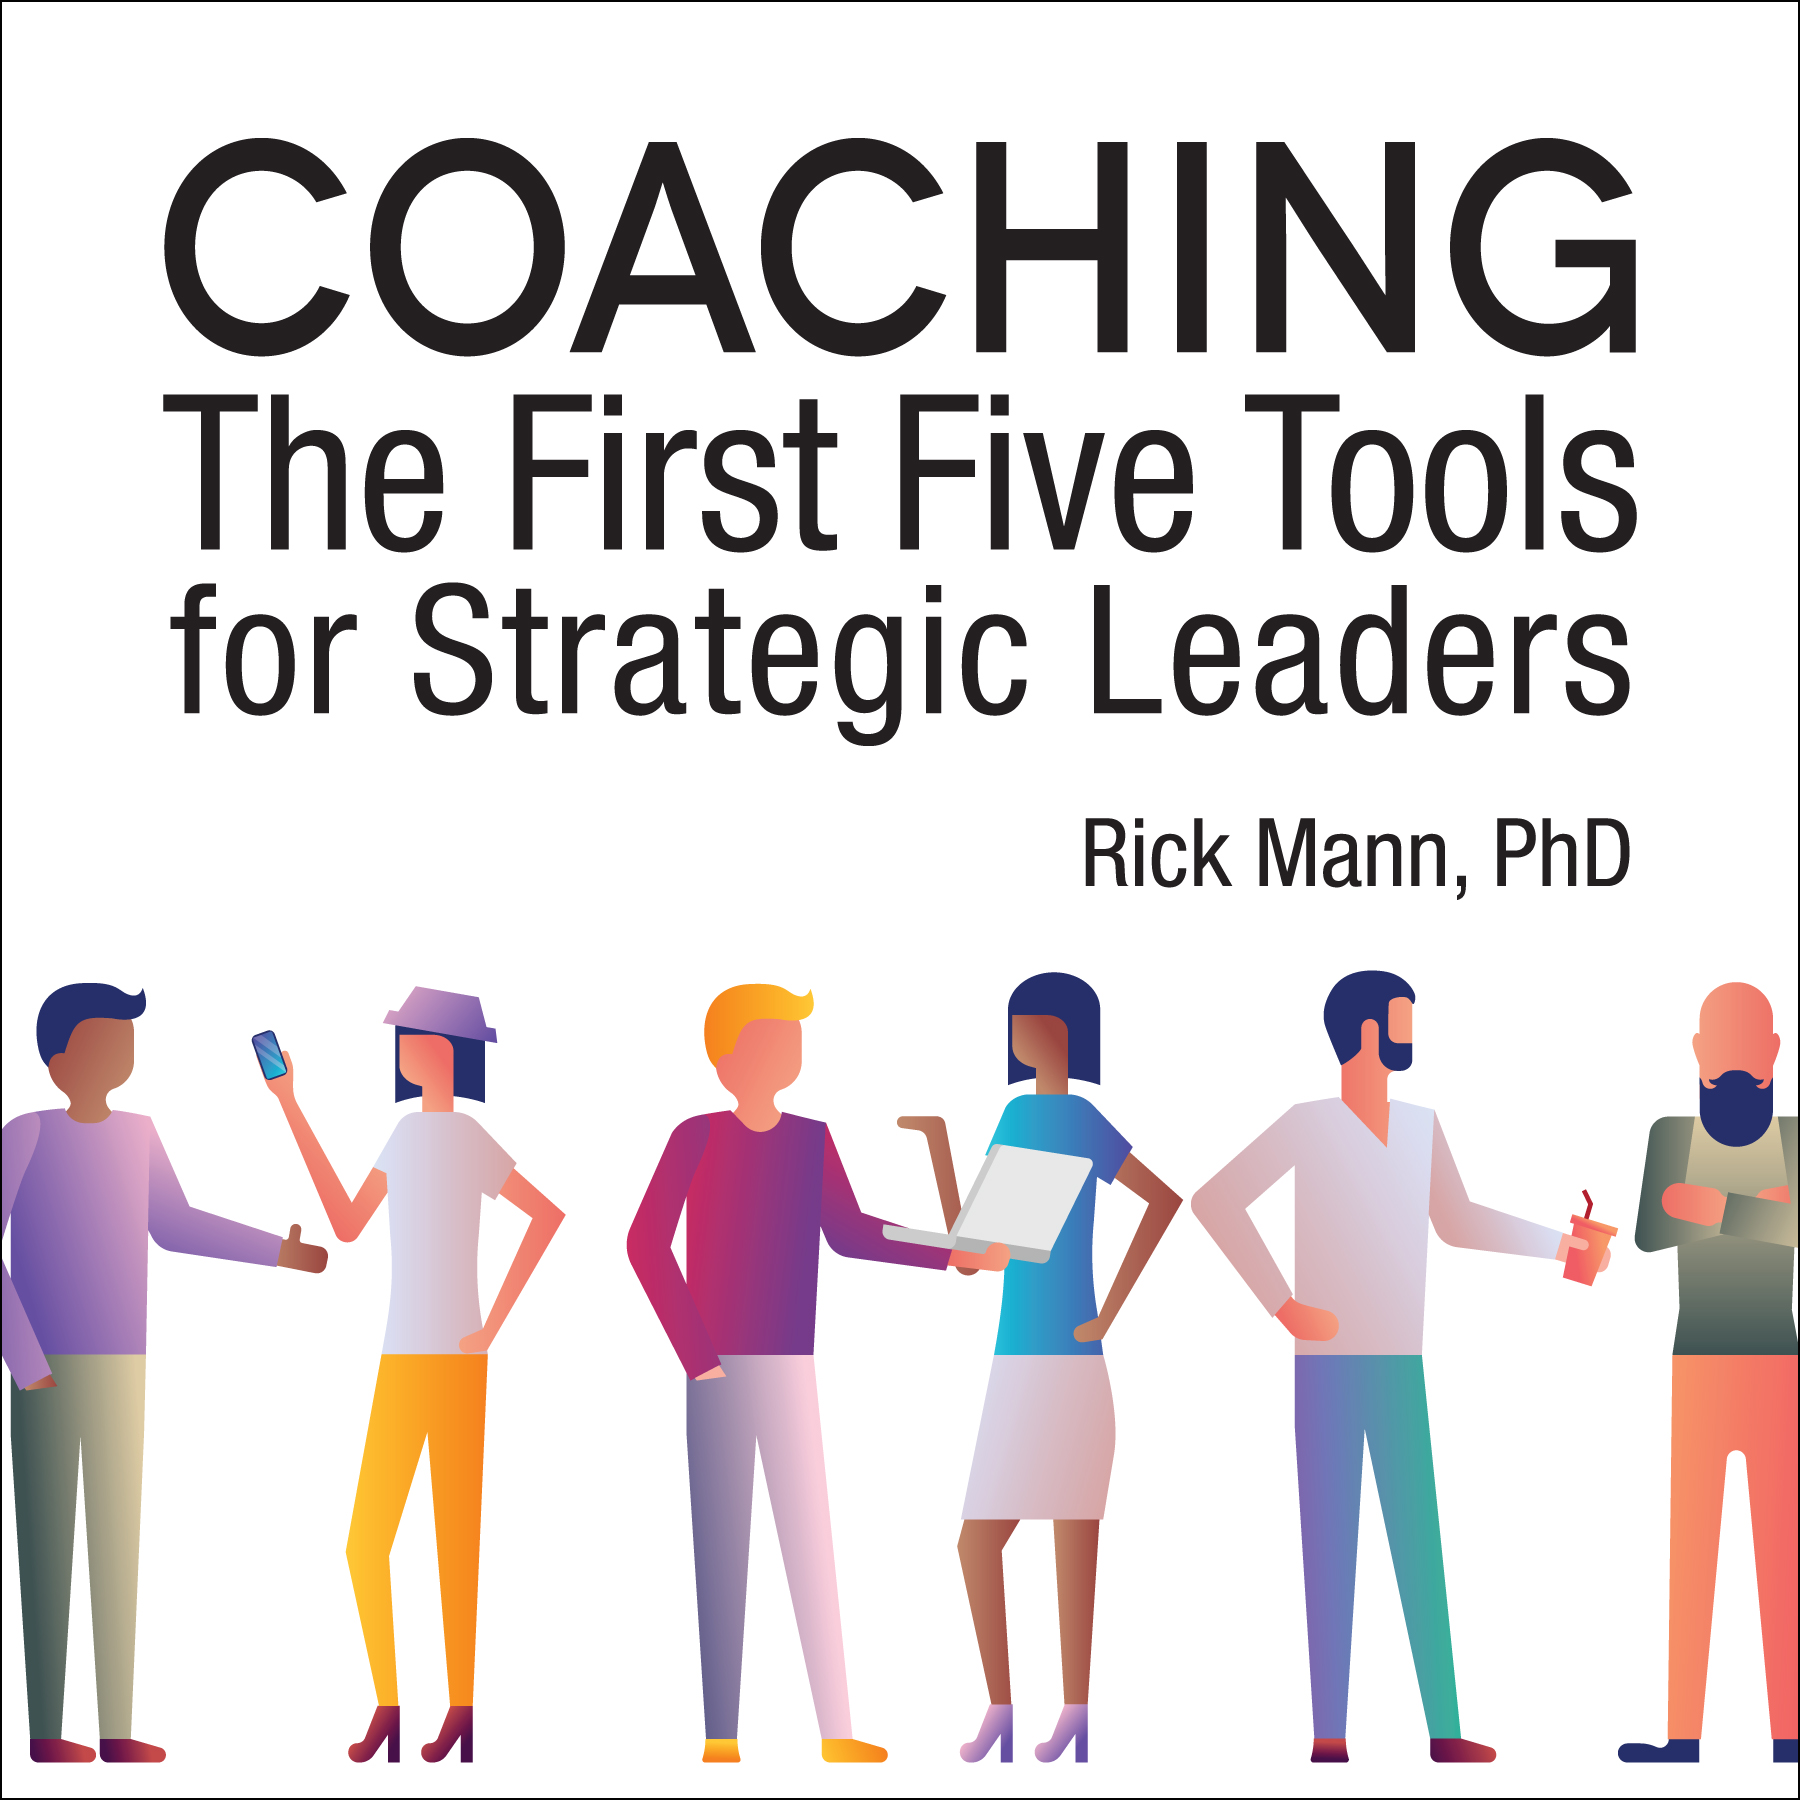 COACHING
The First Five Tools
for Strategic Leaders
Rick Mann, PhD